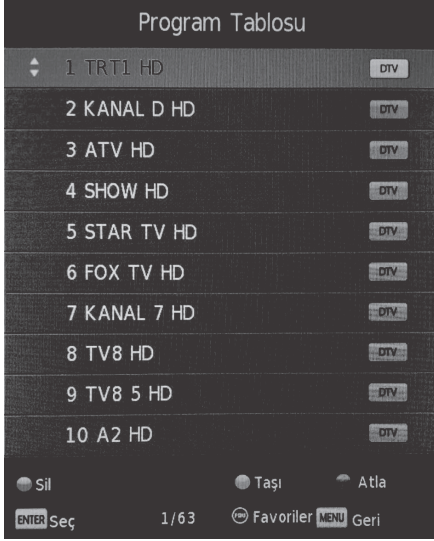 Program Tablosu
1 TRT1 HD DTV
2 KANAL D HD DTV
3 ATV HD DTV
4 SHOW HD DTV
5 STAR TV HD DTV
6 FOX TV HD DTV
7 KANAL 7 HD DTV
8 TV8 HD DTV
9 TV8 5 HD DTV
10 A2 HD DTV
Sil Taşı Atla
ENTER Seç 1/63 Favoriler MENU Geri